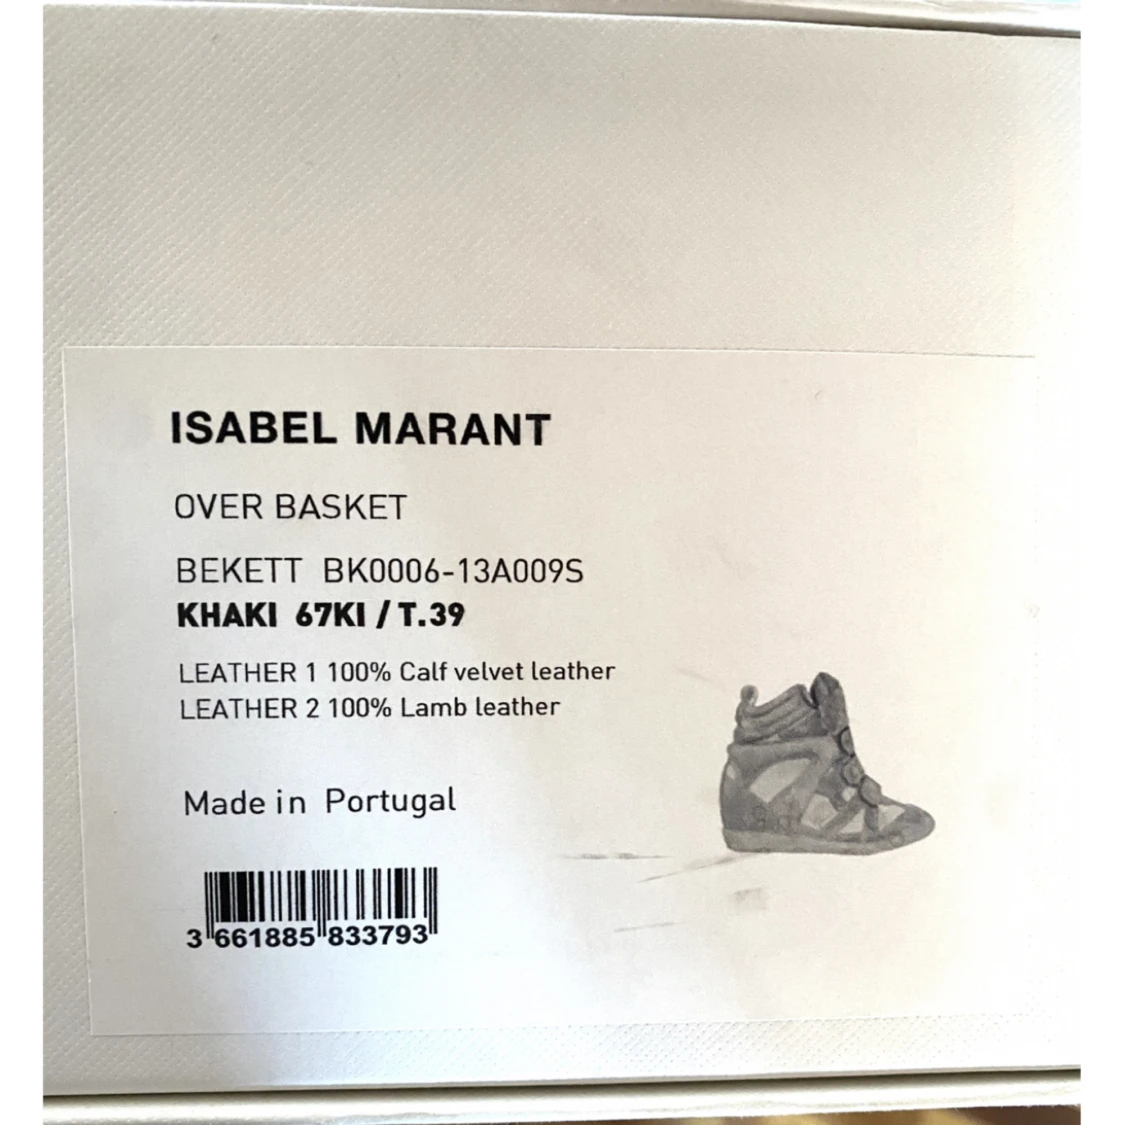 ISABEL MARANT
OVER BASKET
BEKETT BK0006-13A009S
KHAKI 67KI / T.39
LEATHER 1 100% Calf velvet leather
LEATHER 2 100% Lamb leather
Made in Portugal
3 661885 833793